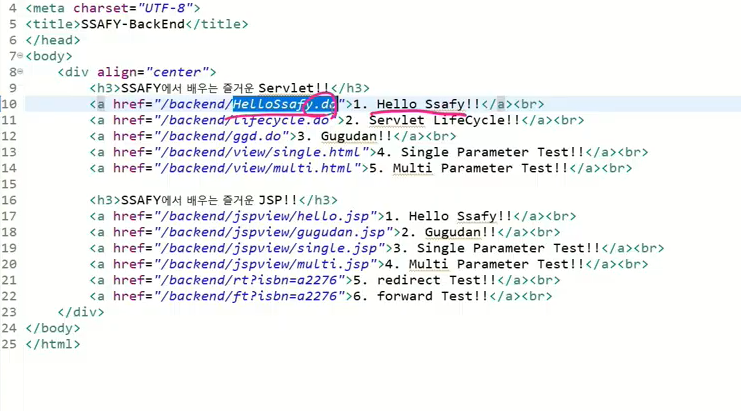 4 <meta charset="UTF-8">
5 <title>SSAFY-BackEnd</title>
6 </head>
7 <body>
8 <div align="center">
9 <h3>SSAFY에서 배우는 즐거운 Servlet!!</h3>
10 <a href="/backend/HelloSsafy.do">1. Hello Ssafy!!</a><br>
11 <a href="/backend/lifecycle.do">2. Servlet LifeCycle!!</a><br>
12 <a href="/backend/ggd.do">3. Gugudan!!</a><br>
13 <a href="/backend/view/single.html">4. Single Parameter Test!!</a><br>
14 <a href="/backend/view/multi.html">5. Multi Parameter Test!!</a><br>
15
16 <h3>SSAFY에서 배우는 즐거운 JSP!!</h3>
17 <a href="/backend/jspview/hello.jsp">1. Hello Ssafy!!</a><br>
18 <a href="/backend/jspview/gugudan.jsp">2. Gugudan!!</a><br>
19 <a href="/backend/jspview/single.jsp">3. Single Parameter Test!!</a><br>
20 <a href="/backend/jspview/multi.jsp">4. Multi Parameter Test!!</a><br>
21 <a href="/backend/rt?isbn=a2276">5. redirect Test!!</a><br>
22 <a href="/backend/ft?isbn=a2276">6. forward Test!!</a><br>
23 </div>
24 </body>
25 </html>